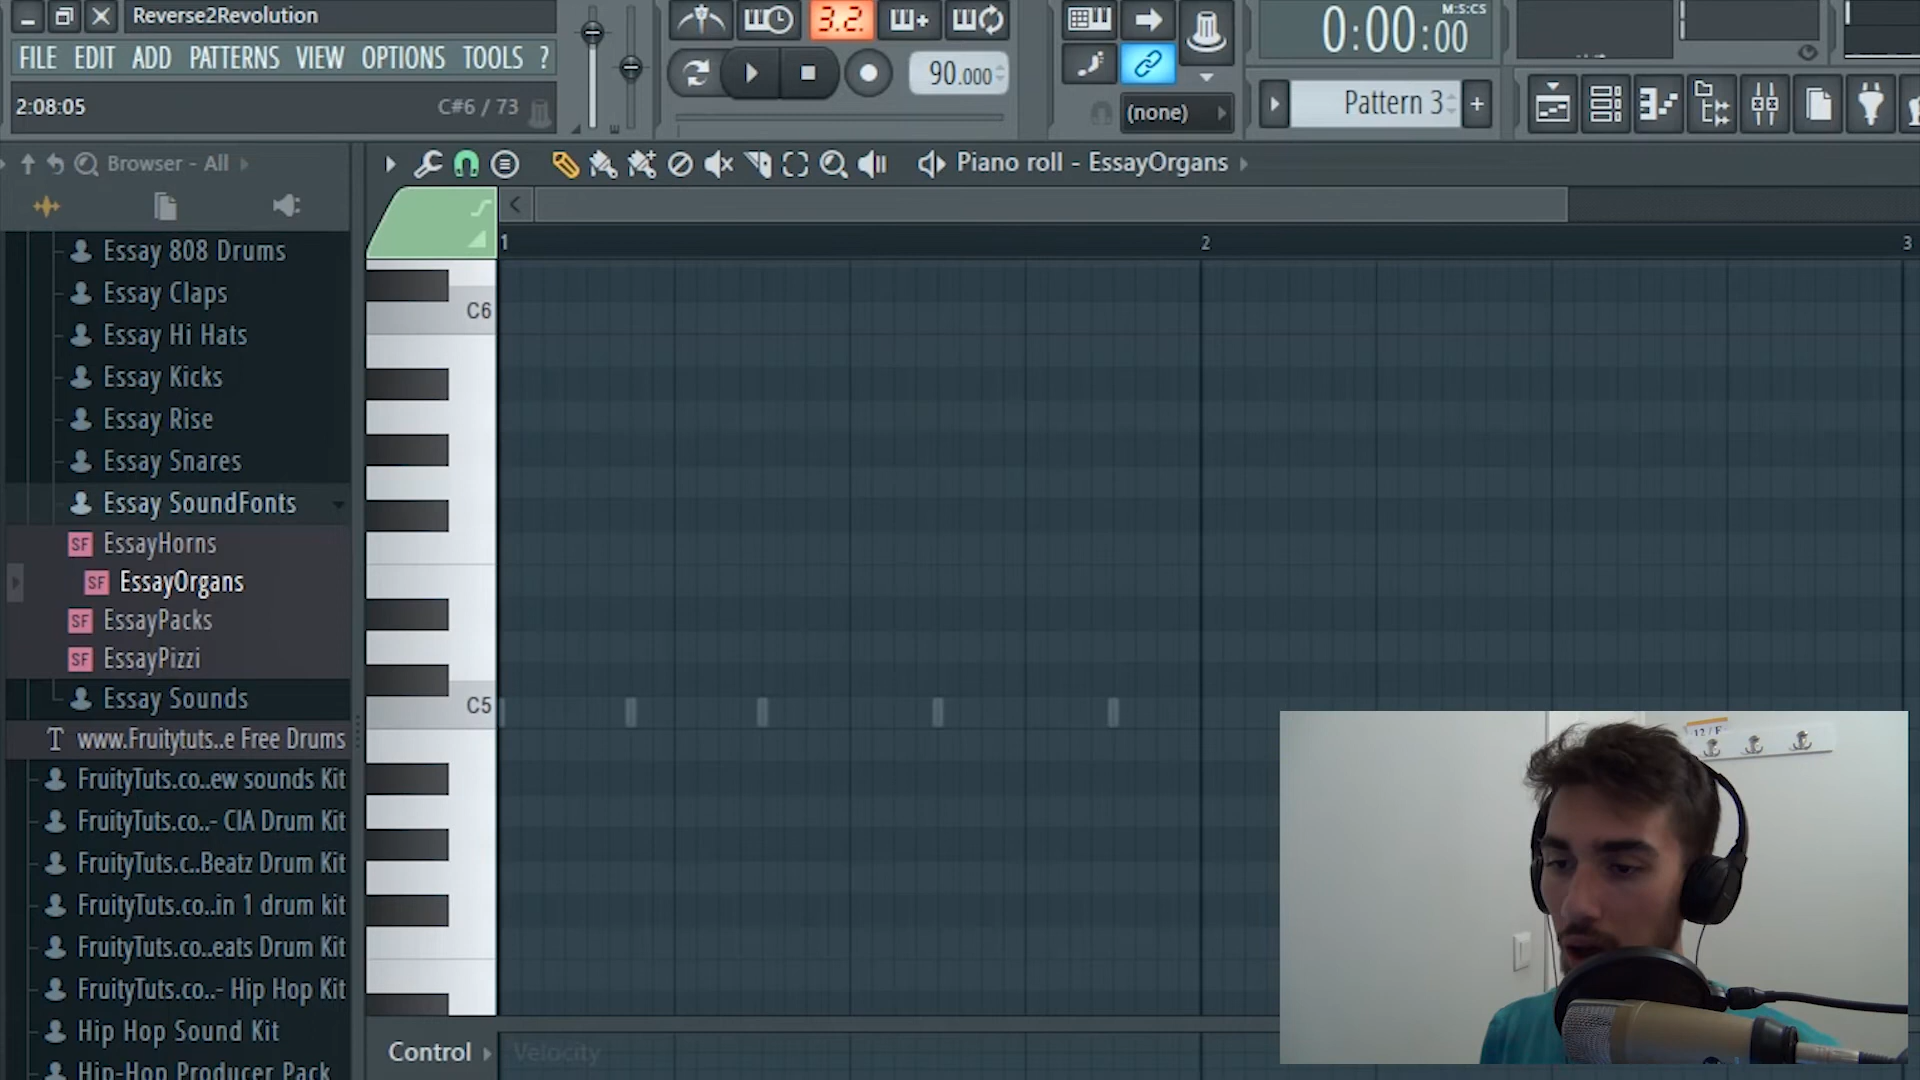 Reverse2Revolution
FILE EDIT ADD PATTERNS VIEW OPTIONS TOOLS ?
2:08:05
C#6 / 73
3.2.
90.000
(none)
M:S:CS
0:00:00
Pattern 3
+
Browser - All
Essay 808 Drums
Essay Claps
Essay Hi Hats
Essay Kicks
Essay Rise
Essay Snares
Essay SoundFonts
SF EssayHorns
SF EssayOrgans
SF EssayPacks
SF EssayPizzi
Essay Sounds
www.Fruitytuts..e Free Drums
FruityTuts.co..ew sounds Kit
FruityTuts.co..- CIA Drum Kit
FruityTuts.c..Beatz Drum Kit
FruityTuts.co..in 1 drum kit
FruityTuts.co..eats Drum Kit
FruityTuts.co..- Hip Hop Kit
Hip Hop Sound Kit
Hip-Hop Producer Pack
Piano roll - EssayOrgans
1 2 3
C6
C5
Control
Velocity
12 / F